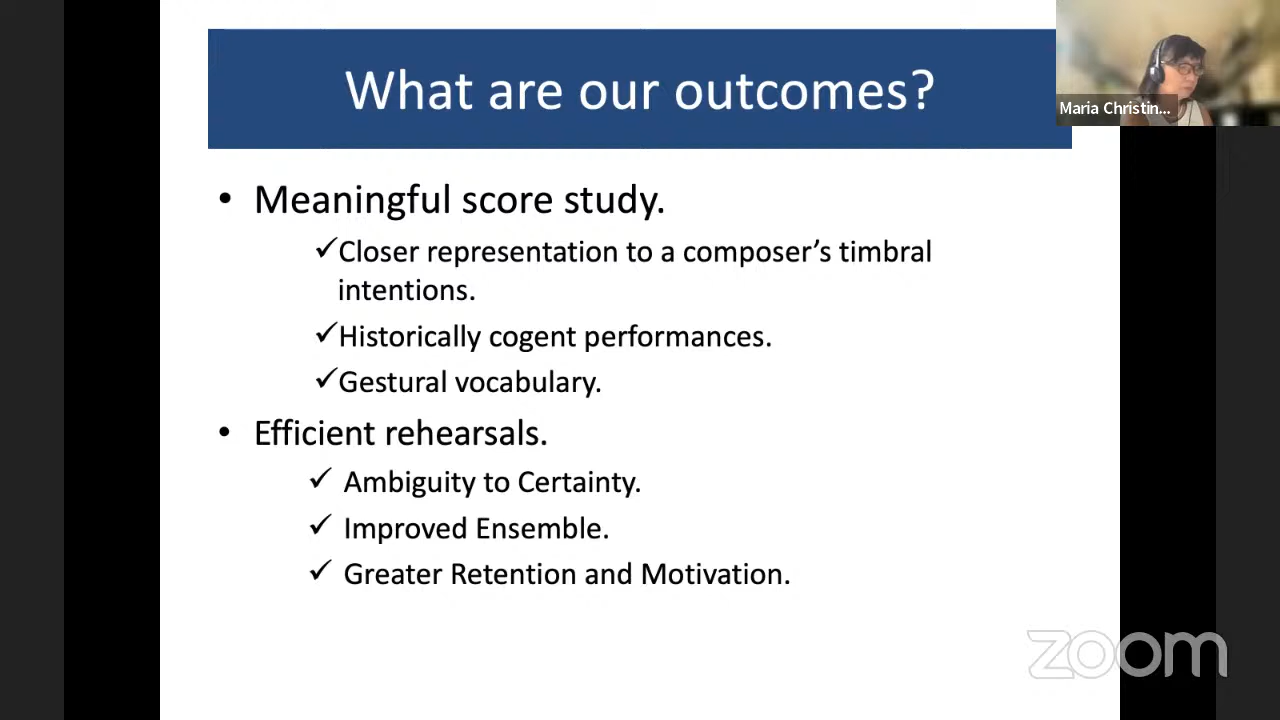 What are our outcomes?
Maria Christin...
• Meaningful score study.
✓Closer representation to a composer’s timbral
intentions.
✓Historically cogent performances.
✓Gestural vocabulary.
• Efficient rehearsals.
✓ Ambiguity to Certainty.
✓ Improved Ensemble.
✓ Greater Retention and Motivation.
zoom